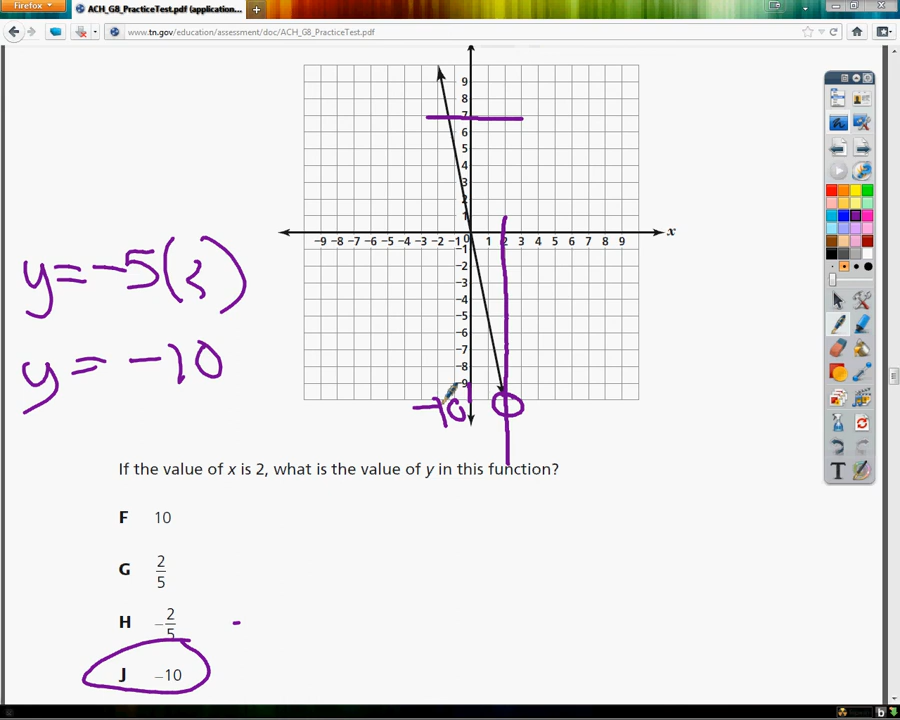 Firefox
ACH_G8_PracticeTest.pdf (application...
www.tn.gov/education/assessment/doc/ACH_G8_PracticeTest.pdf
9
8
7
6
5
4
3
2
1
-9 -8 -7 -6 -5 -4 -3 -2 -1 0 1 2 3 4 5 6 7 8 9 x
-1
-2
-3
-4
-5
-6
-7
-8
-9
-10
y = -5(2)
y = -10
If the value of x is 2, what is the value of y in this function?
F 10
G 2/5
H -2/5
J -10
T